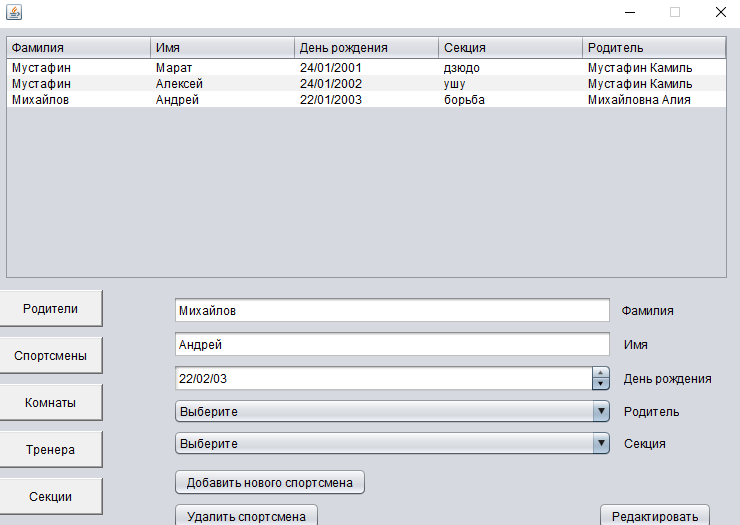 Фамилия Имя День рождения Секция Родитель
Мустафин Марат 24/01/2001 дзюдо Мустафин Камиль
Мустафин Алексей 24/01/2002 ушу Мустафин Камиль
Михайлов Андрей 22/01/2003 борьба Михайловна Алия
Родители
Спортсмены
Комнаты
Тренера
Секции
Михайлов Фамилия
Андрей Имя
22/02/03 День рождения
Выберите Родитель
Выберите Секция
Добавить нового спортсмена
Удалить спортсмена Редактировать